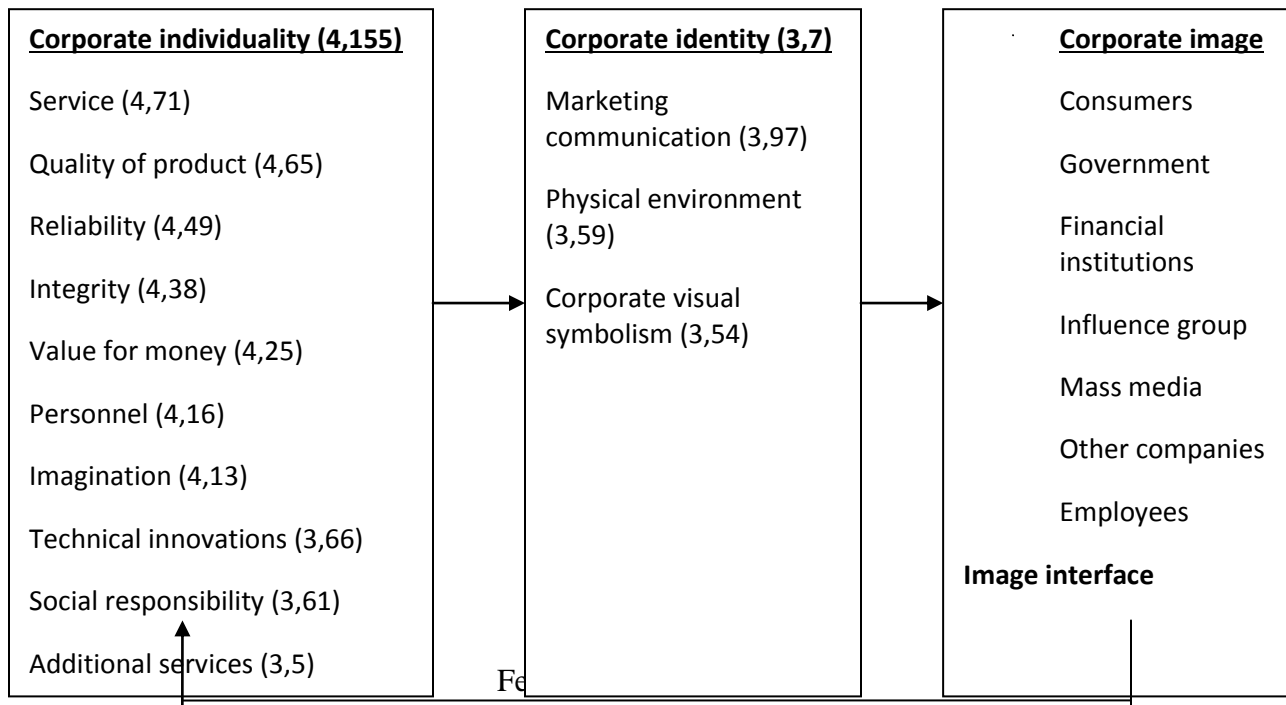 Corporate individuality (4,155)
Service (4,71)
Quality of product (4,65)
Reliability (4,49)
Integrity (4,38)
Value for money (4,25)
Personnel (4,16)
Imagination (4,13)
Technical innovations (3,66)
Social responsibility (3,61)
Additional services (3,5)
Corporate identity (3,7)
Marketing
communication (3,97)
Physical environment
(3,59)
Corporate visual
symbolism (3,54)
Corporate image
Consumers
Government
Financial
institutions
Influence group
Mass media
Other companies
Employees
Image interface